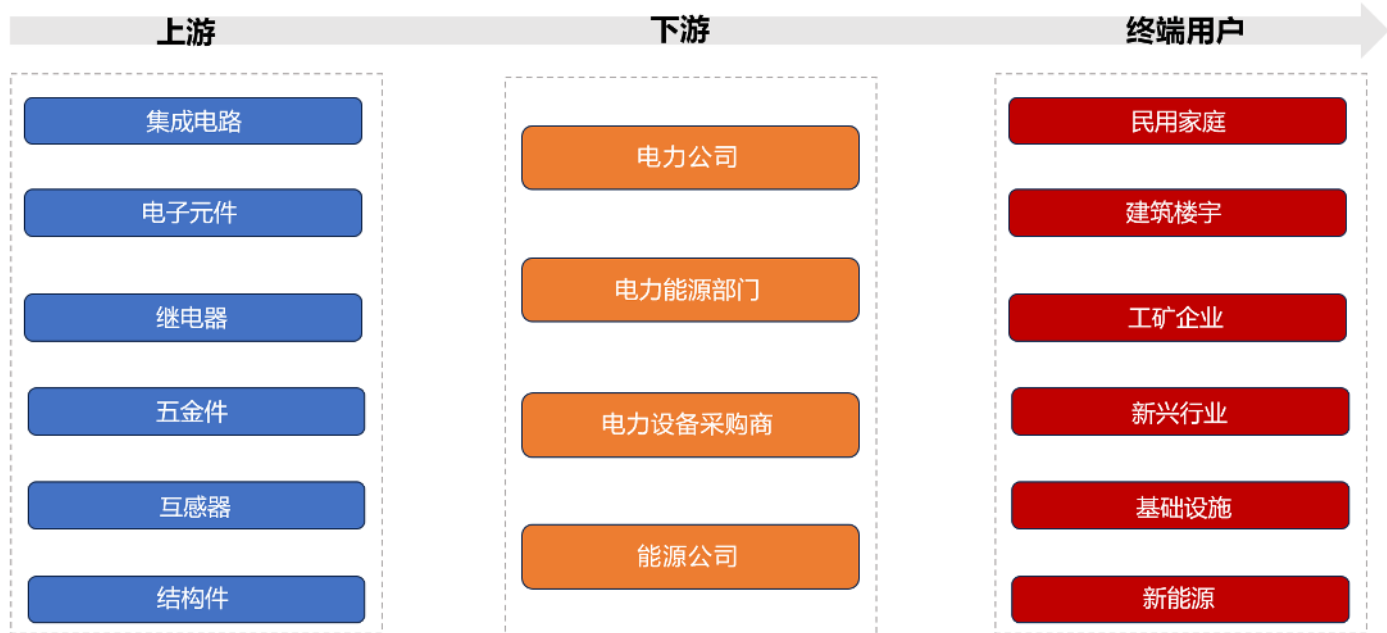 上游
下游
终端用户
集成电路
电子元件
继电器
五金件
互感器
结构件
电力公司
电力能源部门
电力设备采购商
能源公司
民用家庭
建筑楼宇
工矿企业
新兴行业
基础设施
新能源